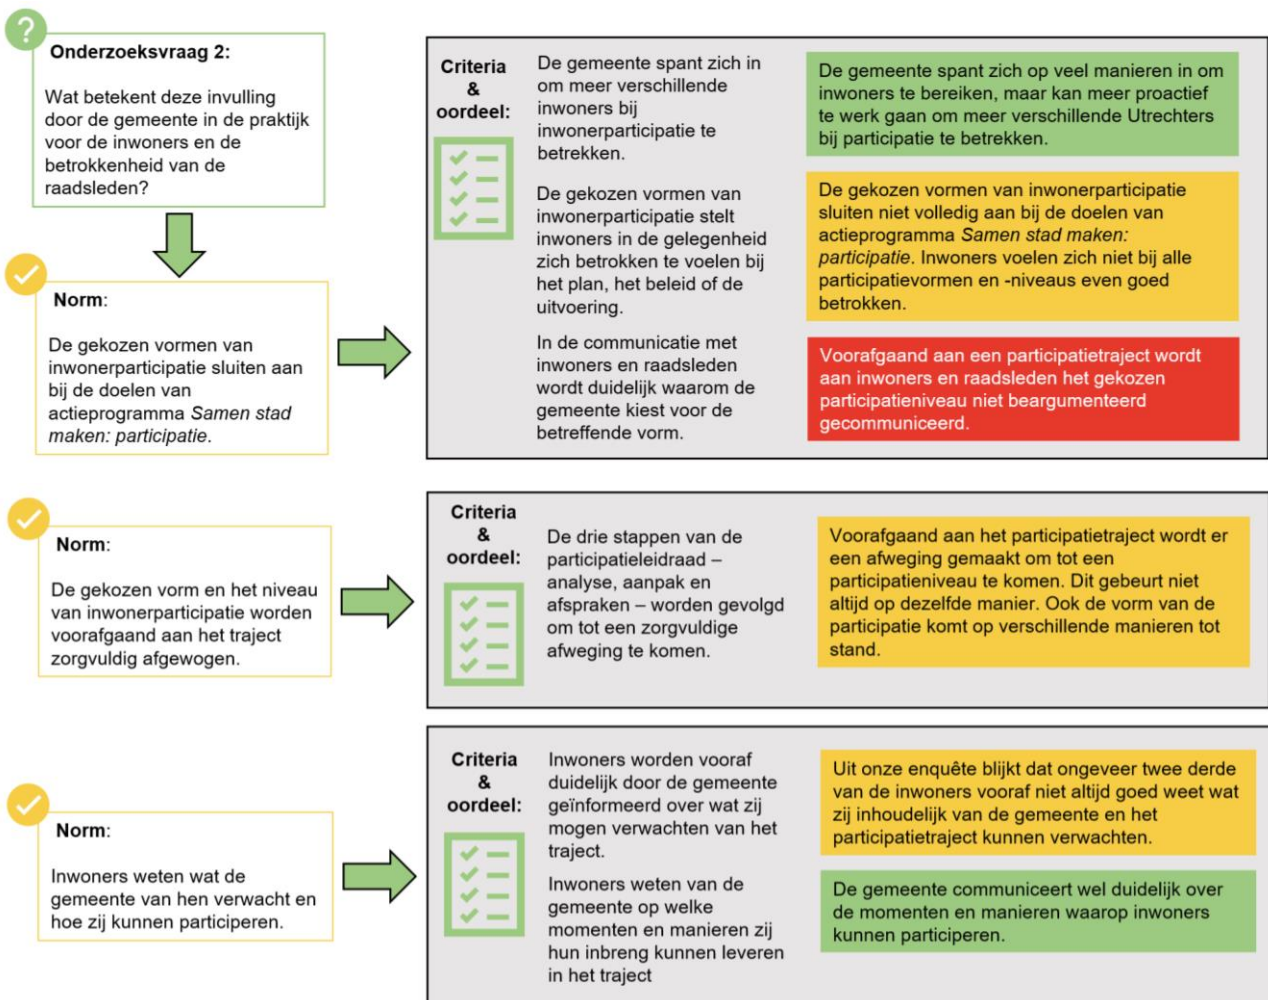 ?
Onderzoeksvraag 2:
Wat betekent deze invulling
door de gemeente in de praktijk
voor de inwoners en de
betrokkenheid van de
raadsleden?
Norm:
De gekozen vormen van
inwonerparticipatie sluiten aan
bij de doelen van
actieprogramma Samen stad
maken: participatie.
Criteria
&
oordeel:
De gemeente spant zich in
om meer verschillende
inwoners bij
inwonerparticipatie te
betrekken.
De gemeente spant zich op veel manieren in om
inwoners te bereiken, maar kan meer proactief
te werk gaan om meer verschillende Utrechters
bij participatie te betrekken.
De gekozen vormen van
inwonerparticipatie stelt
inwoners in de gelegenheid
zich betrokken te voelen bij
het plan, het beleid of de
uitvoering.
De gekozen vormen van inwonerparticipatie
sluiten niet volledig aan bij de doelen van
actieprogramma Samen stad maken:
participatie. Inwoners voelen zich niet bij alle
participatievormen en -niveaus even goed
betrokken.
In de communicatie met
inwoners en raadsleden
wordt duidelijk waarom de
gemeente kiest voor de
betreffende vorm.
Voorafgaand aan een participatietraject wordt
aan inwoners en raadsleden het gekozen
participatieniveau niet beargumenteerd
gecommuniceerd.
Norm:
De gekozen vorm en het niveau
van inwonerparticipatie worden
voorafgaand aan het traject
zorgvuldig afgewogen.
Criteria
&
oordeel:
De drie stappen van de
participatieleidraad –
analyse, aanpak en
afspraken – worden gevolgd
om tot een zorgvuldige
afweging te komen.
Voorafgaand aan het participatietraject wordt er
een afweging gemaakt om tot een
participatieniveau te komen. Dit gebeurt niet
altijd op dezelfde manier. Ook de vorm van de
participatie komt op verschillende manieren tot
stand.
Norm:
Inwoners weten wat de
gemeente van hen verwacht en
hoe zij kunnen participeren.
Criteria
&
oordeel:
Inwoners worden vooraf
duidelijk door de gemeente
geïnformeerd over wat zij
mogen verwachten van het
traject.
Uit onze enquête blijkt dat ongeveer twee derde
van de inwoners vooraf niet altijd goed weet wat
zij inhoudelijk van de gemeente en het
participatietraject kunnen verwachten.
Inwoners weten van de
gemeente op welke
momenten en manieren zij
hun inbreng kunnen leveren
in het traject
De gemeente communiceert wel duidelijk over
de momenten en manieren waarop inwoners
kunnen participeren.